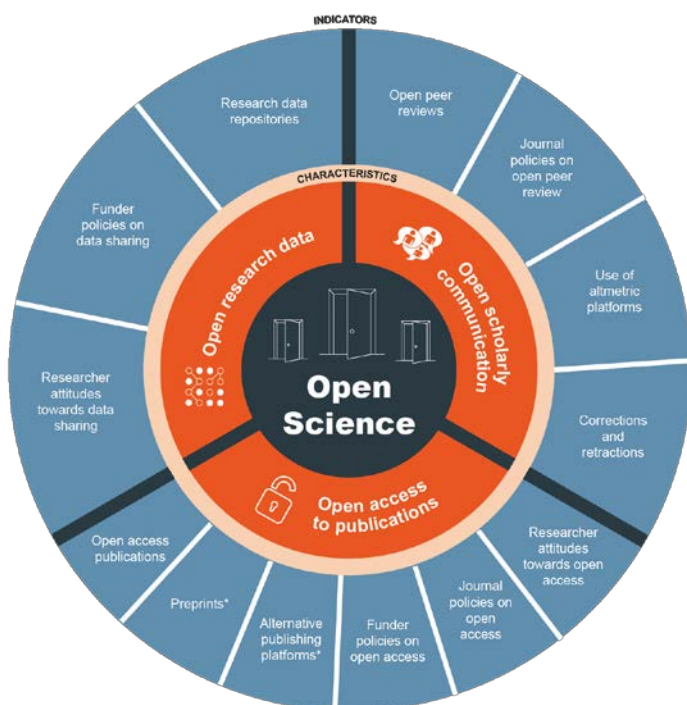 INDICATORS
Open peer
reviews
Journal
policies on
open peer
review
Use of
altmetric
platforms
Corrections and
retractions
Researcher
attitudes
towards open
access
Journal
policies on
open
access
Funder
policies on
open access
Alternative
publishing
platforms*
Preprints*
Open access
publications
Researcher
attitudes
towards data
sharing
Funder
policies on
data sharing
Research data
repositories
CHARACTERISTICS
Open research data
Open scholarly
communication
Open access
to publications
Open
Science